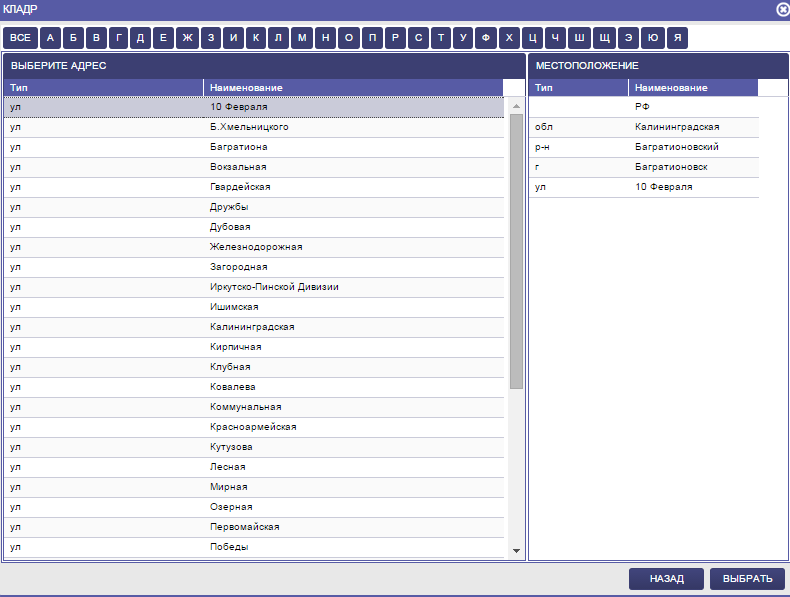 КЛАДР
ВСЕ А Б В Г Д Е Ж З И К Л М Н О П Р С Т У Ф Х Ц Ч Ш Щ Э Ю Я
ВЫБЕРИТЕ АДРЕС
Тип Наименование
ул 10 Февраля
ул Б.Хмельницкого
ул Багратиона
ул Вокзальная
ул Гвардейская
ул Дружбы
ул Дубовая
ул Железнодорожная
ул Загородная
ул Иркутско-Пинской Дивизии
ул Ишимская
ул Калининградская
ул Кирпичная
ул Клубная
ул Ковалева
ул Коммунальная
ул Красноармейская
ул Кутузова
ул Лесная
ул Мирная
ул Озерная
ул Первомайская
ул Победы
МЕСТОПОЛОЖЕНИЕ
Тип Наименование
РФ
обл Калининградская
р-н Багратионовский
г Багратионовск
ул 10 Февраля
НАЗАД ВЫБРАТЬ